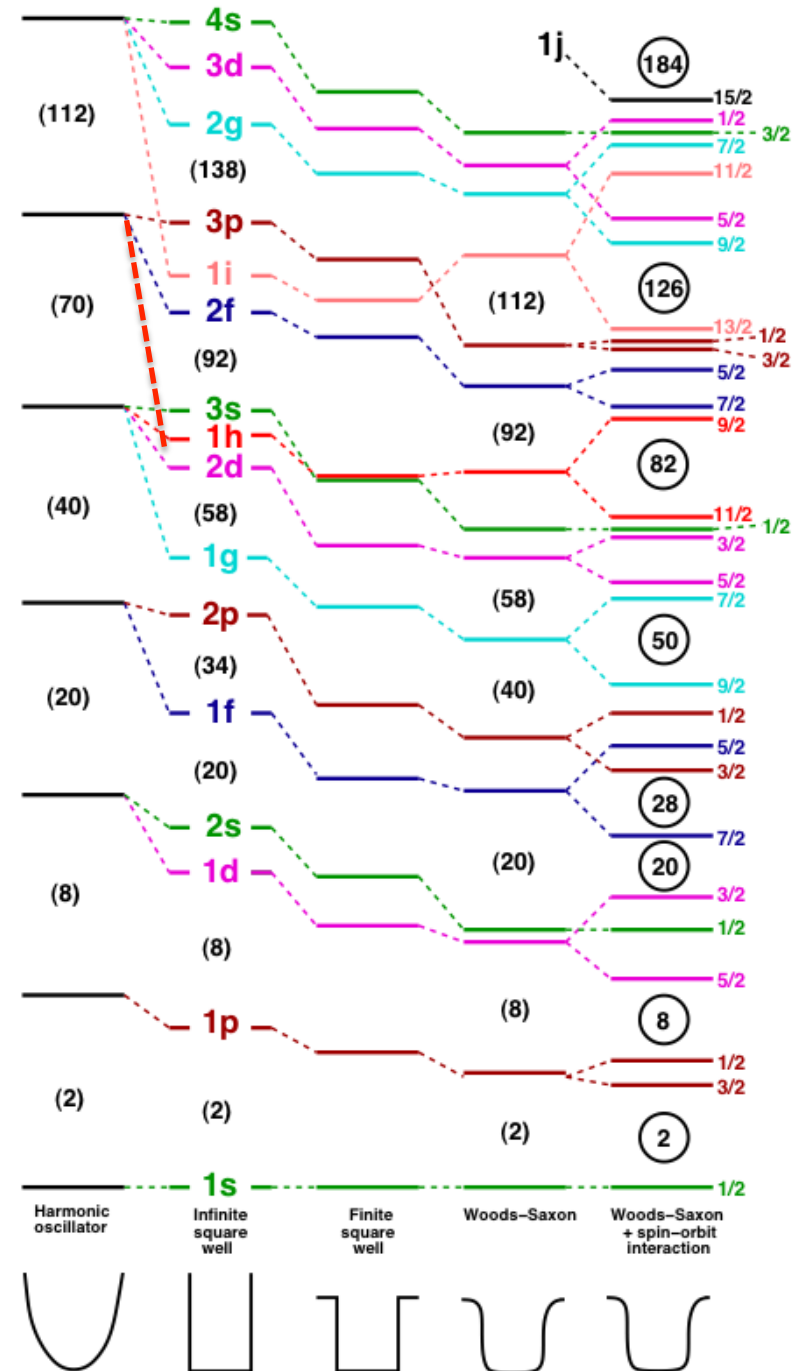 4s
3d
2g
(138)
3p
1i
2f
(92)
3s
1h
2d
(58)
1g
2p
(34)
1f
(20)
2s
1d
(8)
1p
(2)
1s
(112)
(70)
(40)
(20)
(8)
(2)
(112)
(92)
(58)
(40)
(20)
(8)
(2)
1j
184
15/2
1/2
3/2
7/2
11/2
5/2
9/2
126
13/2
1/2
3/2
5/2
7/2
9/2
82
11/2
1/2
3/2
5/2
7/2
50
9/2
1/2
5/2
3/2
28
7/2
20
3/2
1/2
5/2
8
1/2
3/2
2
1/2
Harmonic
oscillator
Infinite
square
well
Finite
square
well
Woods–Saxon
Woods–Saxon
+ spin–orbit
interaction